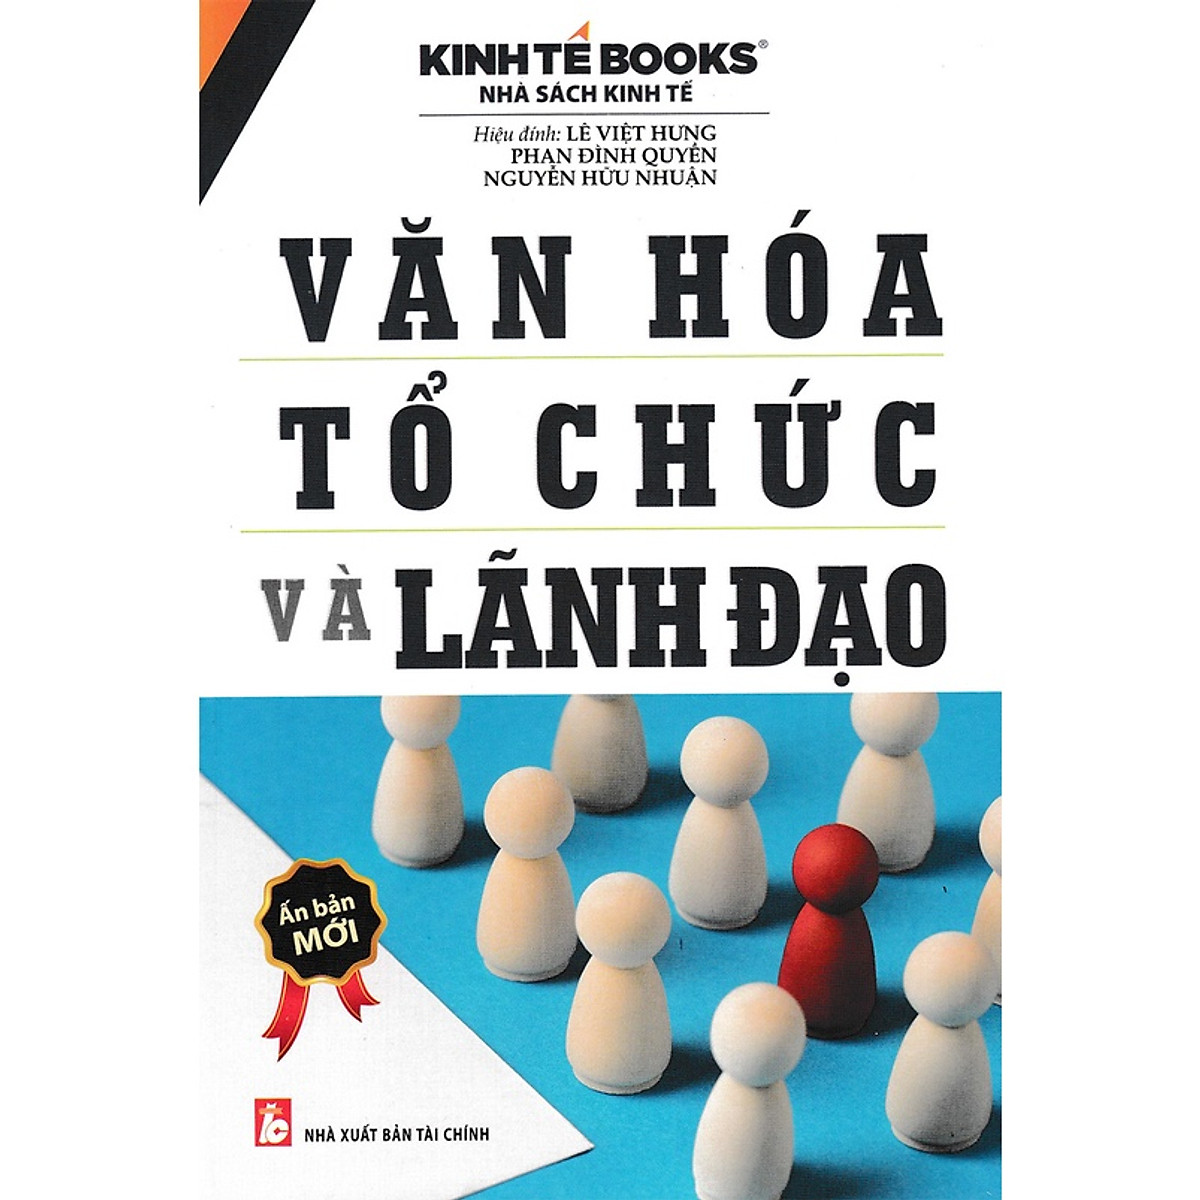 KINH TẾ BOOKS®
NHÀ SÁCH KINH TẾ
Hiệu đính: LÊ VIỆT HƯNG
PHAN ĐÌNH QUYỀN
NGUYỄN HỮU NHUẬN
VĂN HÓA
TỔ CHỨC
VÀ LÃNH ĐẠO
Ấn bản
MỚI
NHÀ XUẤT BẢN TÀI CHÍNH